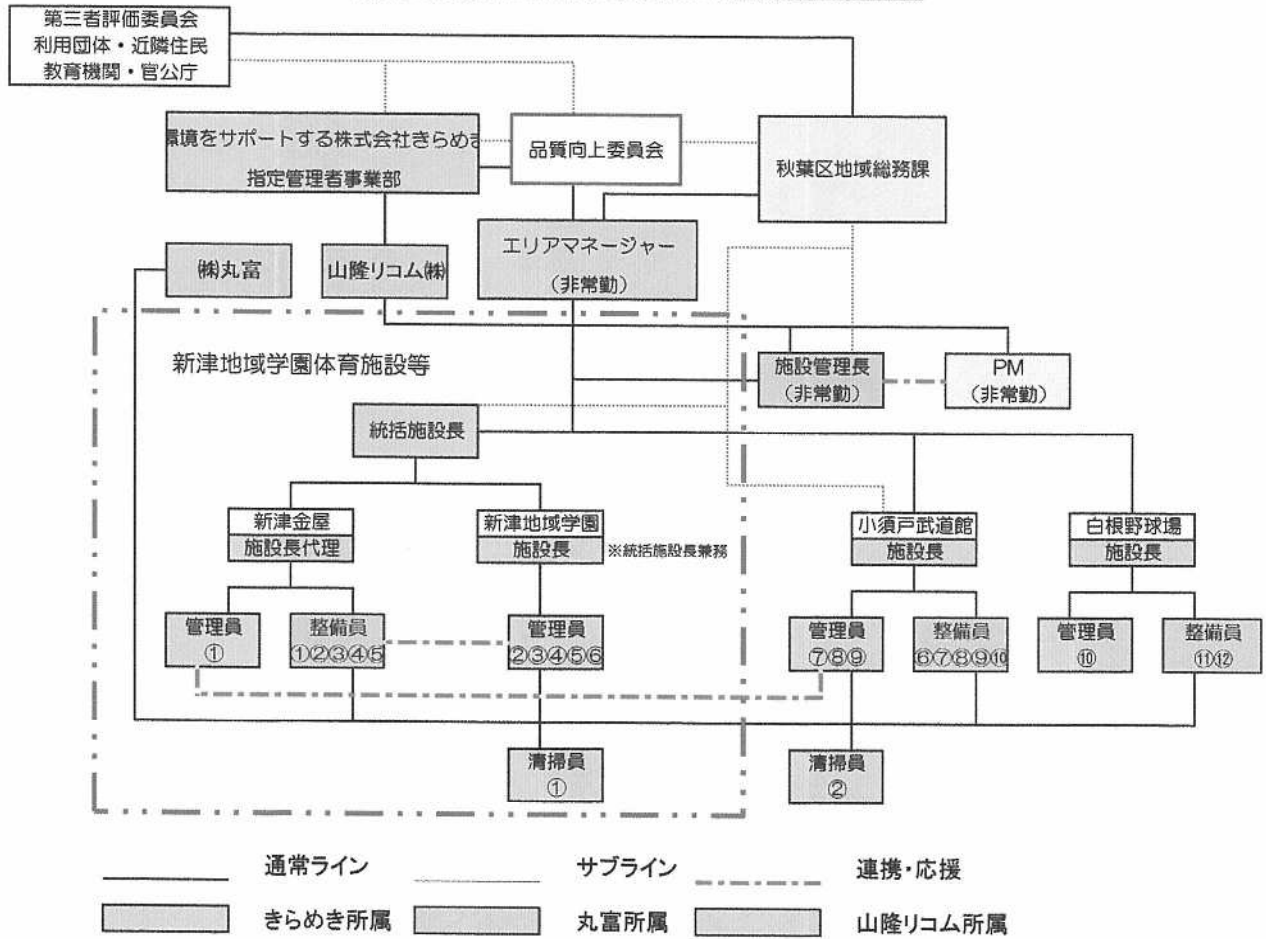 第三者評価委員会
利用団体・近隣住民
教育機関・官公庁
環境をサポートする株式会社きらめき
指定管理者事業部
品質向上委員会
秋葉区地域総務課
㈱丸富
山隆リコム㈱
エリアマネージャー
（非常勤）
新津地域学園体育施設等
施設管理長
（非常勤）
PM
（非常勤）
統括施設長
新津金屋
施設長代理
新津地域学園
施設長
※統括施設長兼務
小須戸武道館
施設長
白根野球場
施設長
管理員
①
整備員
①②③④⑤
管理員
②③④⑤⑥
管理員
⑦⑧⑨
整備員
⑥⑦⑧⑨⑩
管理員
⑩
整備員
⑪⑫
清掃員
①
清掃員
②
通常ライン
サブライン
連携・応援
きらめき所属
丸富所属
山隆リコム所属